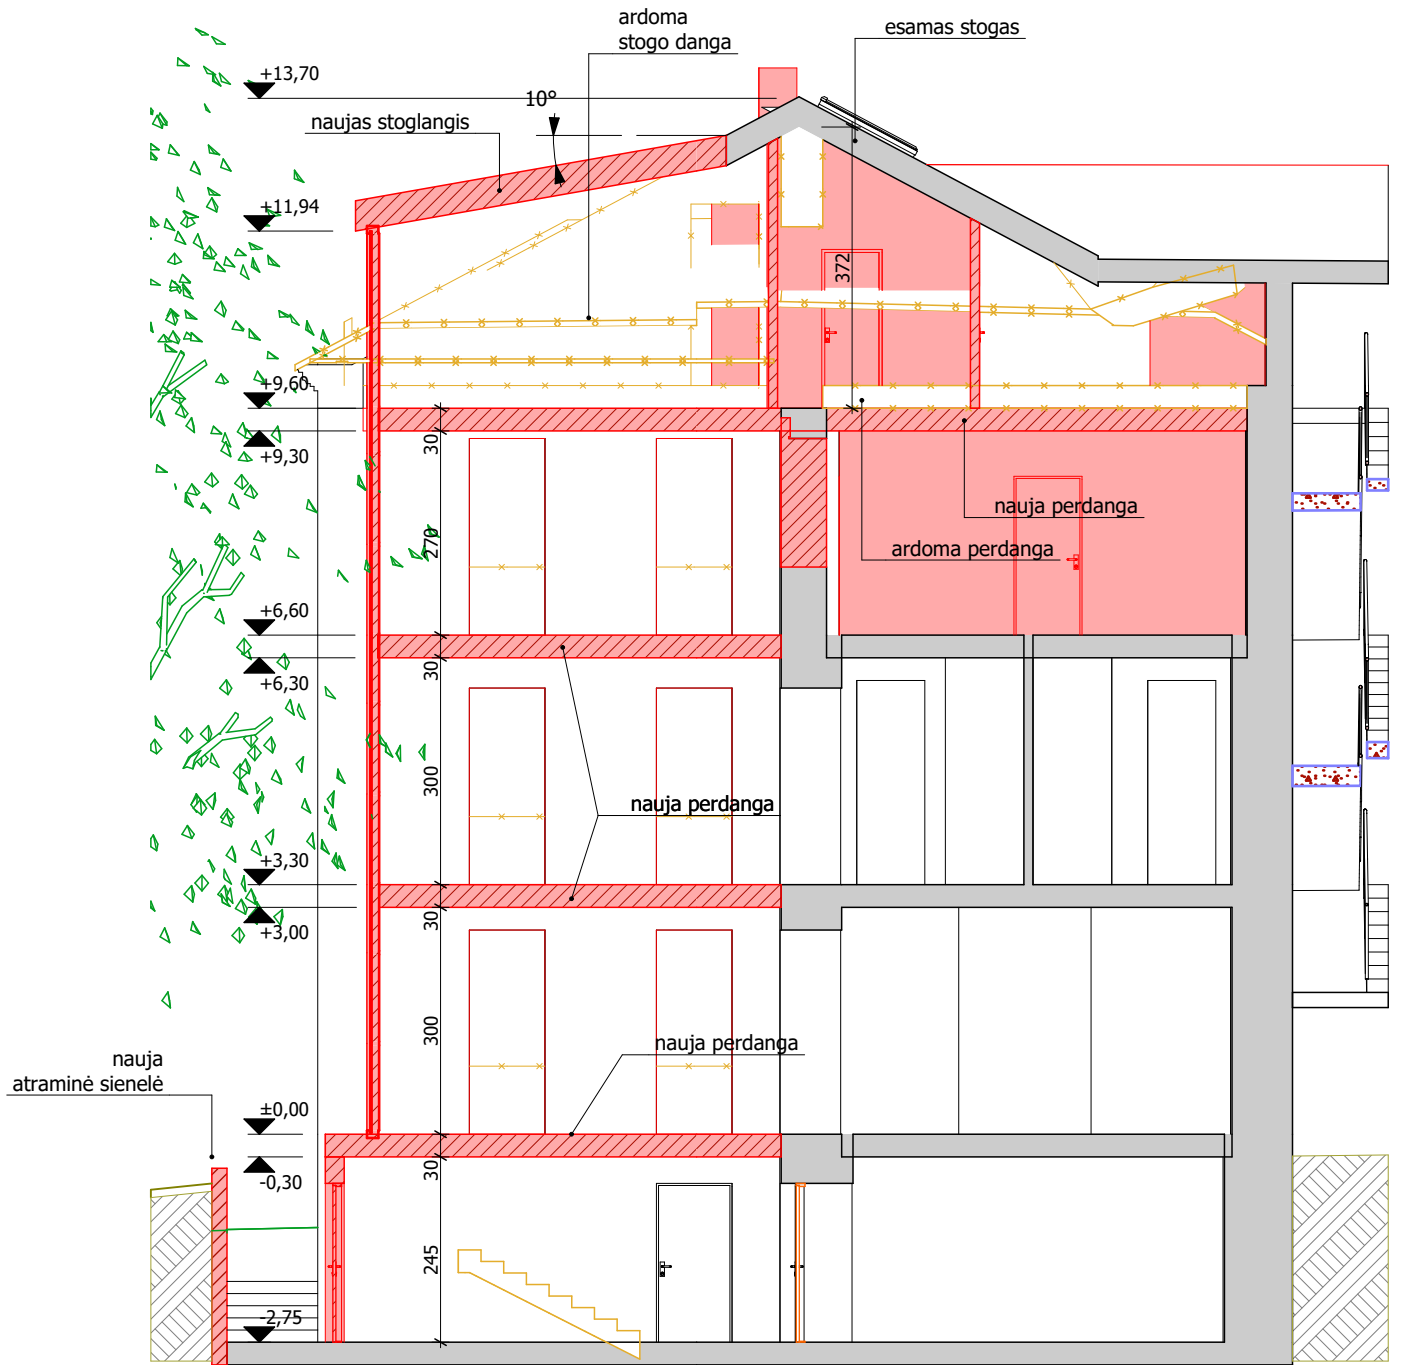 ardoma
stogo danga
esamas stogas
+13,70
10°
naujas stoglangis
+11,94
372
+9,60
30
+9,30
nauja perdanga
270
ardoma perdanga
+6,60
30
+6,30
300
nauja perdanga
+3,30
30
+3,00
300
nauja perdanga
nauja
atraminė sienelė
±0,00
30
-0,30
245
-2,75